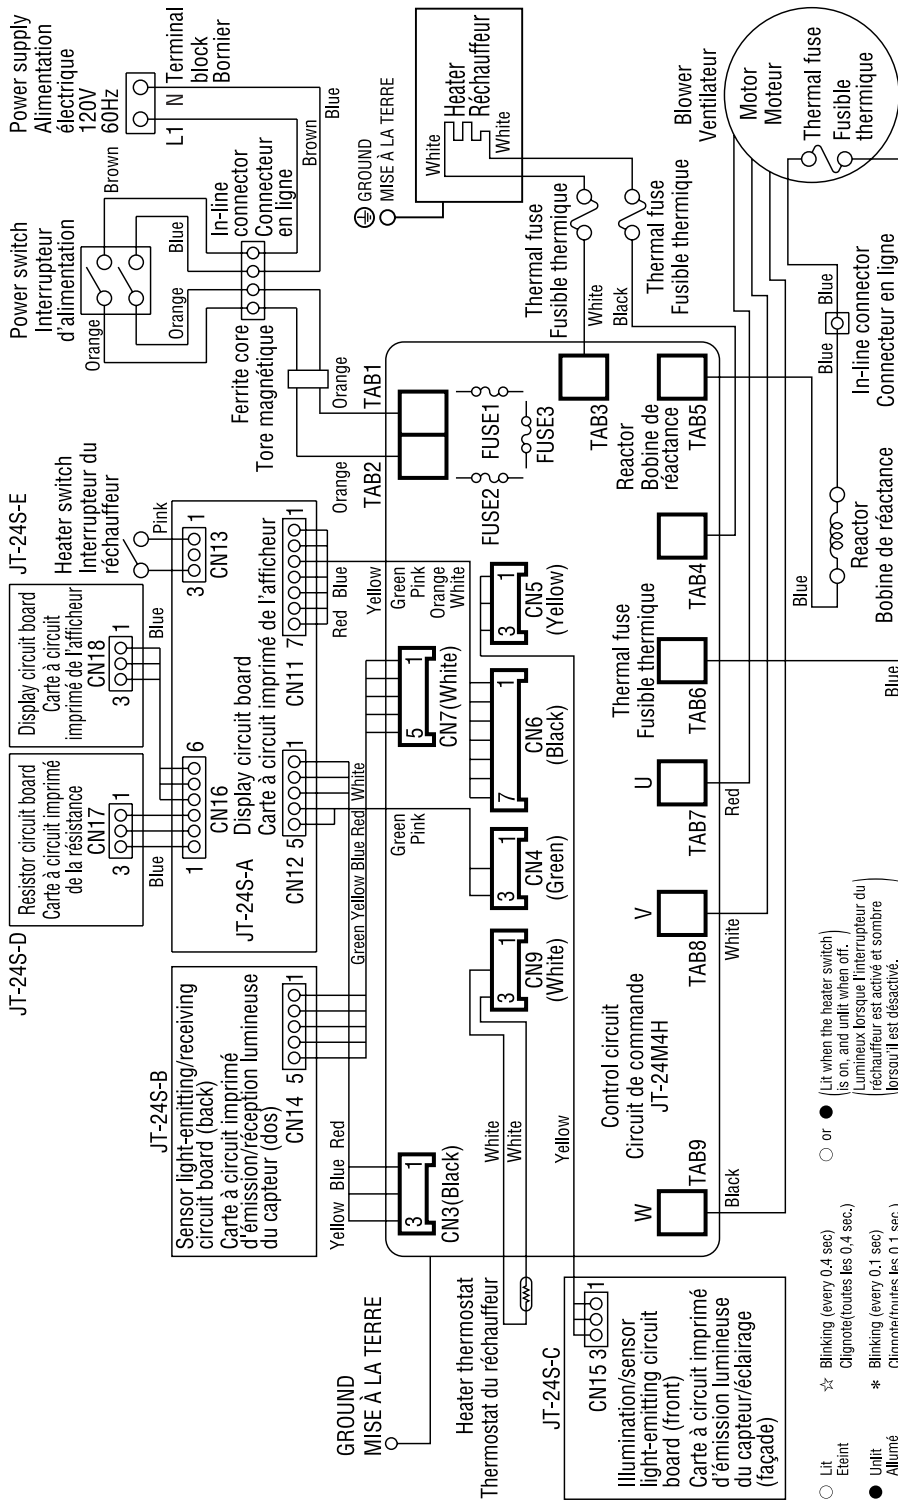 Power supply
Alimentation
électrique
120V
60Hz
L1
N
Terminal
block
Bornier
Brown
Blue
Brown
Blue
Power switch
Interrupteur
d'alimentation
Orange
Orange
In-line
connector
Connecteur
en ligne
Ferrite core
Tore magnétique
Orange
Orange
TAB1
TAB2
FUSE1
FUSE2
FUSE3
GROUND
MISE À LA TERRE
Heater
Réchauffeur
White
White
Thermal fuse
Fusible thermique
Thermal fuse
Fusible thermique
White
Black
Blower
Ventilateur
Motor
Moteur
Thermal fuse
Fusible
thermique
Blue
Blue
In-line connector
Connecteur en ligne
Reactor
Bobine de réactance
Blue
Blue
TAB3
Reactor
Bobine de
réactance
TAB5
TAB4
Thermal fuse
Fusible thermique
TAB6
U
TAB7
Red
V
TAB8
White
W
TAB9
Black
JT-24S-E
Heater switch
Interrupteur du
réchauffeur
Pink
3 1
CN13
Display circuit board
Carte à circuit
imprimé de l'afficheur
CN18
3 1
Blue
JT-24S-D
Resistor circuit board
Carte à circuit imprimé
de la résistance
CN17
3 1
Blue
1 6
CN16
JT-24S-A
Display circuit board
Carte à circuit imprimé de l'afficheur
CN12 5 1
CN11 7 1
Red Blue
Yellow
Green
Pink
Orange
White
3 1
CN5
(Yellow)
5 1
CN7(White)
7 1
CN6
(Black)
3 1
CN4
(Green)
3 1
CN9
(White)
Green
Pink
Green Yellow Blue Red White
JT-24S-B
Sensor light-emitting/receiving
circuit board (back)
Carte à circuit imprimé
d'émission/réception lumineuse
du capteur (dos)
CN14 5 1
Yellow Blue Red
3 1
CN3(Black)
White
White
Yellow
Control circuit
Circuit de commande
JT-24M4H
GROUND
MISE À LA TERRE
Heater thermostat
Thermostat du réchauffeur
JT-24S-C
CN15 3 1
Illumination/sensor
light-emitting circuit
board (front)
Carte à circuit imprimé
d'émission lumineuse
du capteur/éclairage
(façade)
○ Lit
Eteint
● Unlit
Allumé
☆ Blinking (every 0.4 sec)
Clignote(toutes les 0,4 sec.)
* Blinking (every 0.1 sec)
Clignote(toutes les 0,1 sec.)
○ or ● (Lit when the heater switch
is on, and unlit when off.)
(Lumineux lorsque l'interrupteur du
réchauffeur est activé et sombre
lorsqu'il est désactivé.)